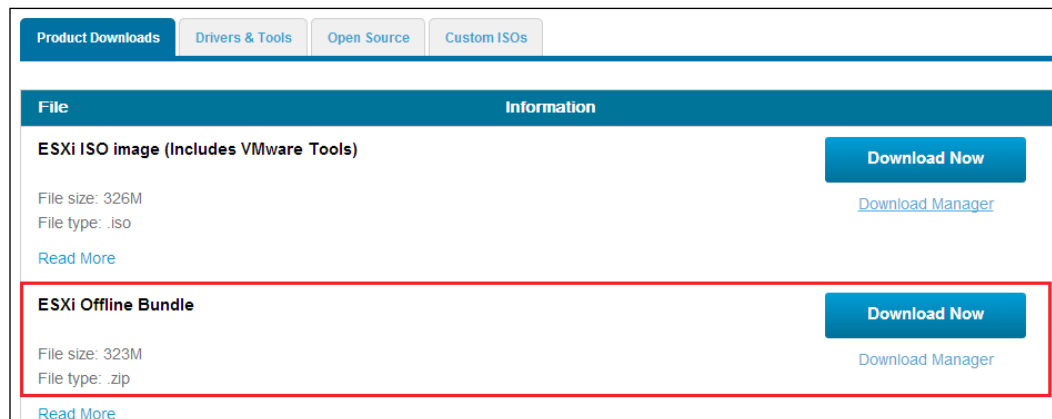 Product Downloads Drivers & Tools Open Source Custom ISOs
File Information
ESXi ISO image (Includes VMware Tools)
Download Now
File size: 326M
Download Manager
File type: .iso
Read More
ESXi Offline Bundle
Download Now
File size: 323M
Download Manager
File type: .zip
Read More